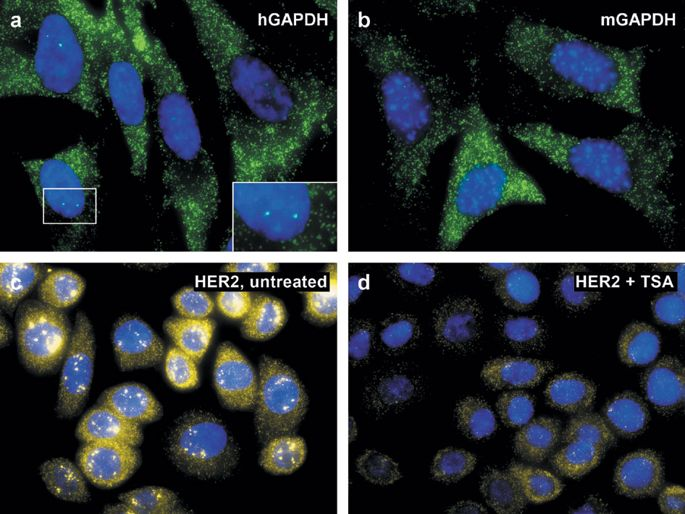 a
hGAPDH
b
mGAPDH
c
HER2, untreated
d
HER2 + TSA